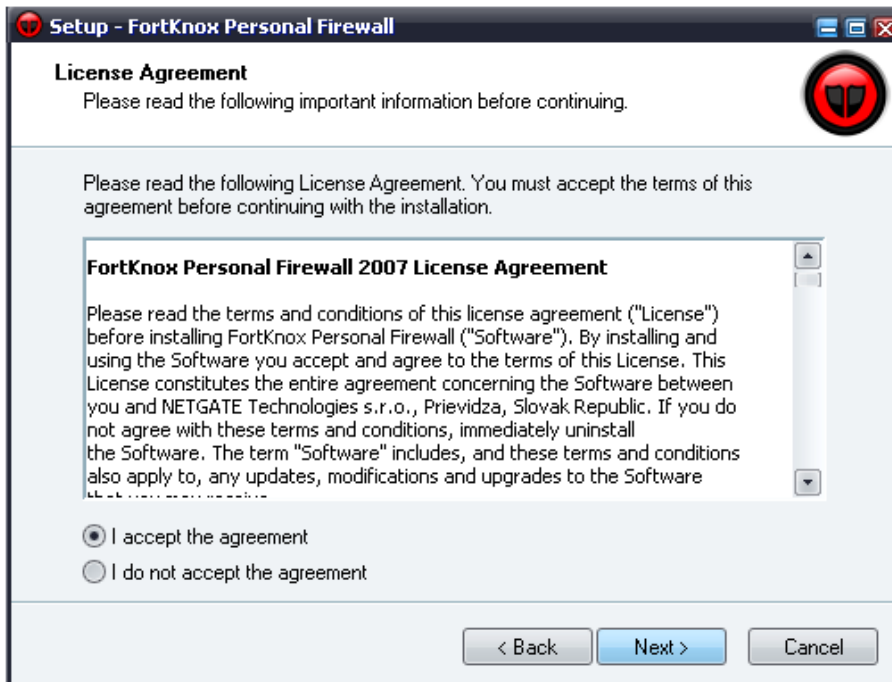 Setup - FortKnox Personal Firewall
License Agreement
Please read the following important information before continuing.
Please read the following License Agreement. You must accept the terms of this
agreement before continuing with the installation.
FortKnox Personal Firewall 2007 License Agreement
Please read the terms and conditions of this license agreement ("License")
before installing FortKnox Personal Firewall ("Software"). By installing and
using the Software you accept and agree to the terms of this License. This
License constitutes the entire agreement concerning the Software between
you and NETGATE Technologies s.r.o., Prievidza, Slovak Republic. If you do
not agree with these terms and conditions, immediately uninstall
the Software. The term "Software" includes, and these terms and conditions
also apply to, any updates, modifications and upgrades to the Software
I accept the agreement
I do not accept the agreement
< Back
Next >
Cancel